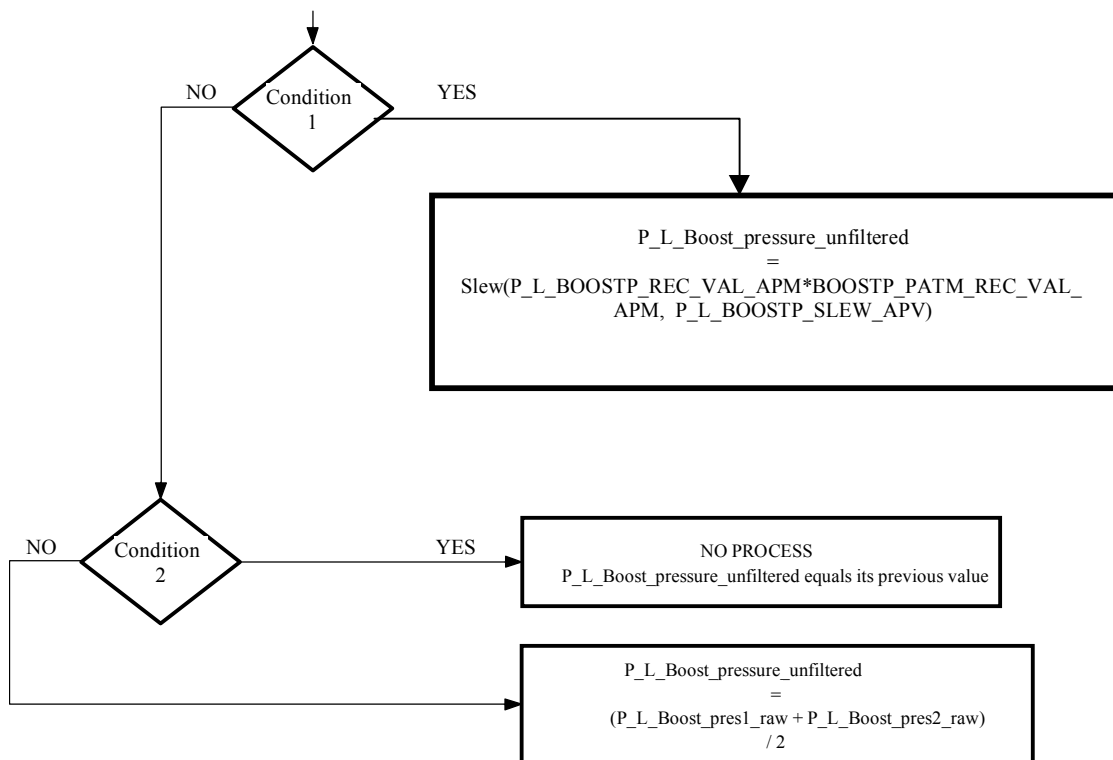 NO
Condition
1
YES
P_L_Boost_pressure_unfiltered
=
Slew(P_L_BOOSTP_REC_VAL_APM*BOOSTP_PATM_REC_VAL_
APM, P_L_BOOSTP_SLEW_APV)
NO
Condition
2
YES
NO PROCESS
P_L_Boost_pressure_unfiltered equals its previous value
P_L_Boost_pressure_unfiltered
=
(P_L_Boost_pres1_raw + P_L_Boost_pres2_raw)
/ 2